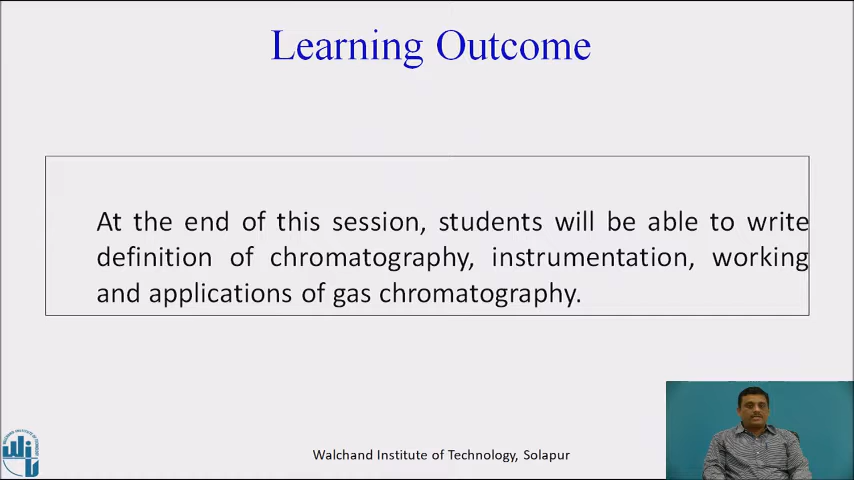 Learning Outcome
At the end of this session, students will be able to write
definition of chromatography, instrumentation, working
and applications of gas chromatography.
Walchand Institute of Technology, Solapur